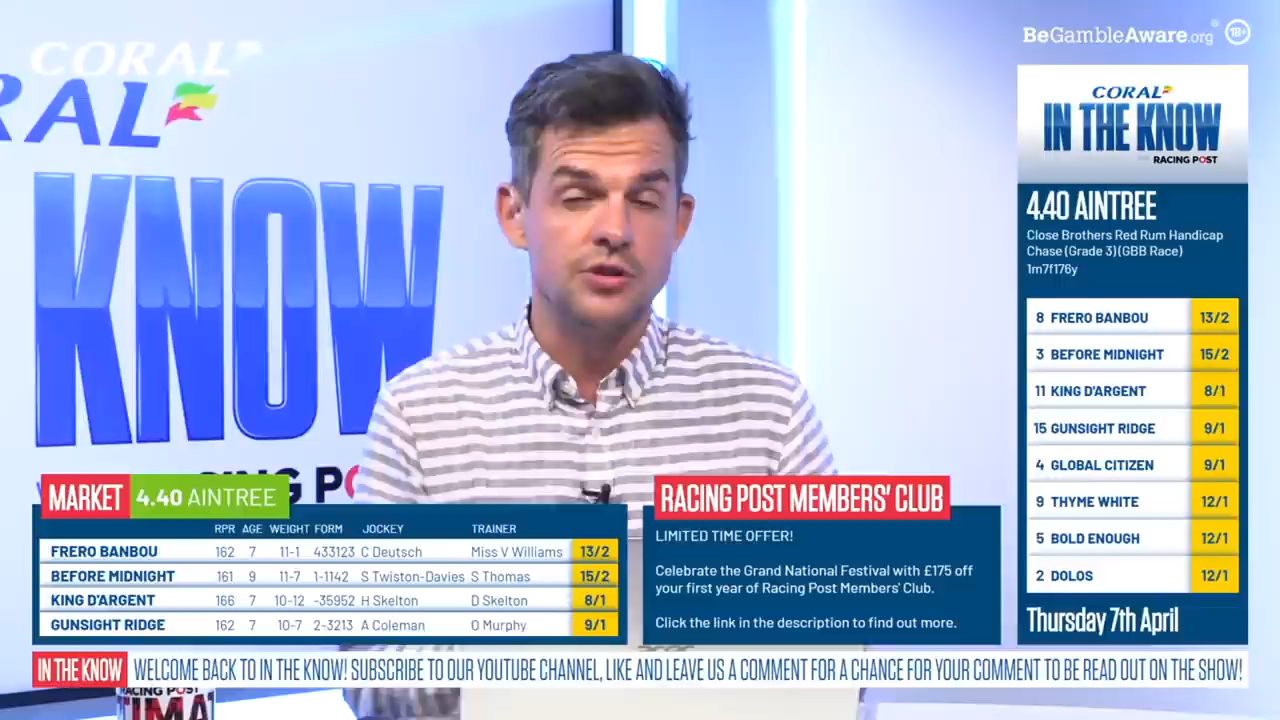 CORAL
RAL
KNOW
BeGambleAware.org 18+
CORAL
IN THE KNOW
RACING POST
4.40 AINTREE
Close Brothers Red Rum Handicap
Chase (Grade 3) (GBB Race)
1m7f176y
8 FRERO BANBOU 13/2
3 BEFORE MIDNIGHT 15/2
11 KING D'ARGENT 8/1
15 GUNSIGHT RIDGE 9/1
4 GLOBAL CITIZEN 9/1
9 THYME WHITE 12/1
5 BOLD ENOUGH 12/1
2 DOLOS 12/1
Thursday 7th April
MARKET 4.40 AINTREE
RPR AGE WEIGHT FORM JOCKEY TRAINER
FRERO BANBOU 162 7 11-1 433123 C Deutsch Miss V Williams 13/2
BEFORE MIDNIGHT 161 9 11-7 1-1142 S Twiston-Davies S Thomas 15/2
KING D'ARGENT 166 7 10-12 -35952 H Skelton D Skelton 8/1
GUNSIGHT RIDGE 162 7 10-7 2-3213 A Coleman O Murphy 9/1
RACING POST MEMBERS' CLUB
LIMITED TIME OFFER!
Celebrate the Grand National Festival with £175 off
your first year of Racing Post Members' Club.
Click the link in the description to find out more.
IN THE KNOW WELCOME BACK TO IN THE KNOW! SUBSCRIBE TO OUR YOUTUBE CHANNEL, LIKE AND LEAVE US A COMMENT FOR A CHANCE FOR YOUR COMMENT TO BE READ OUT ON THE SHOW!
RACING POST